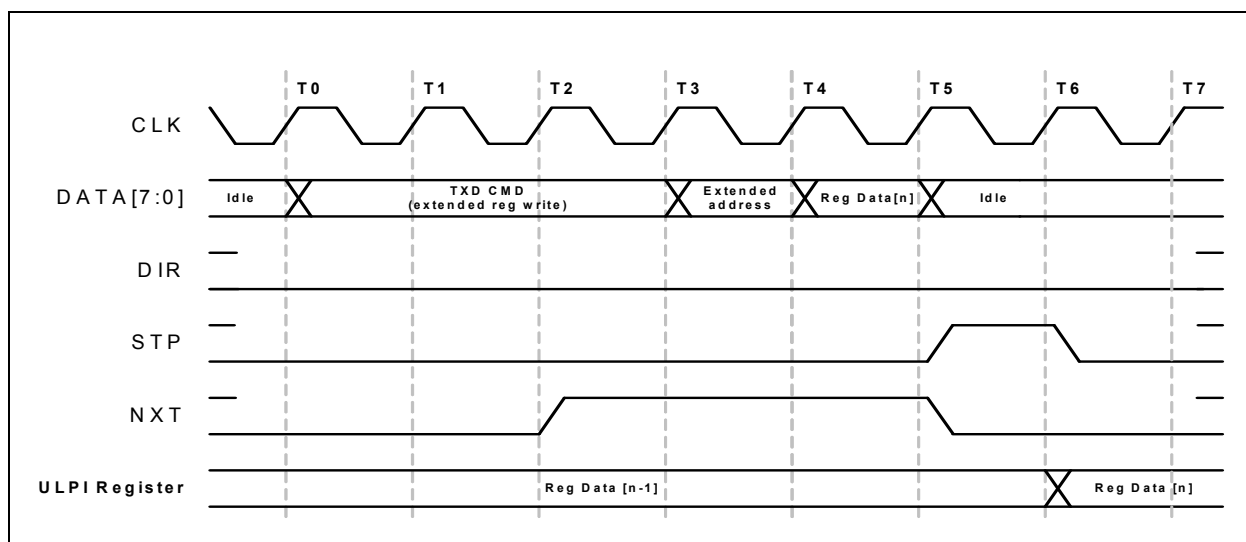 T0 T1 T2 T3 T4 T5 T6 T7
CLK
DATA[7:0] Idle TXD CMD (extended reg write) Extended address Reg Data[n] Idle
DIR
STP
NXT
ULPI Register Reg Data [n-1] Reg Data [n]